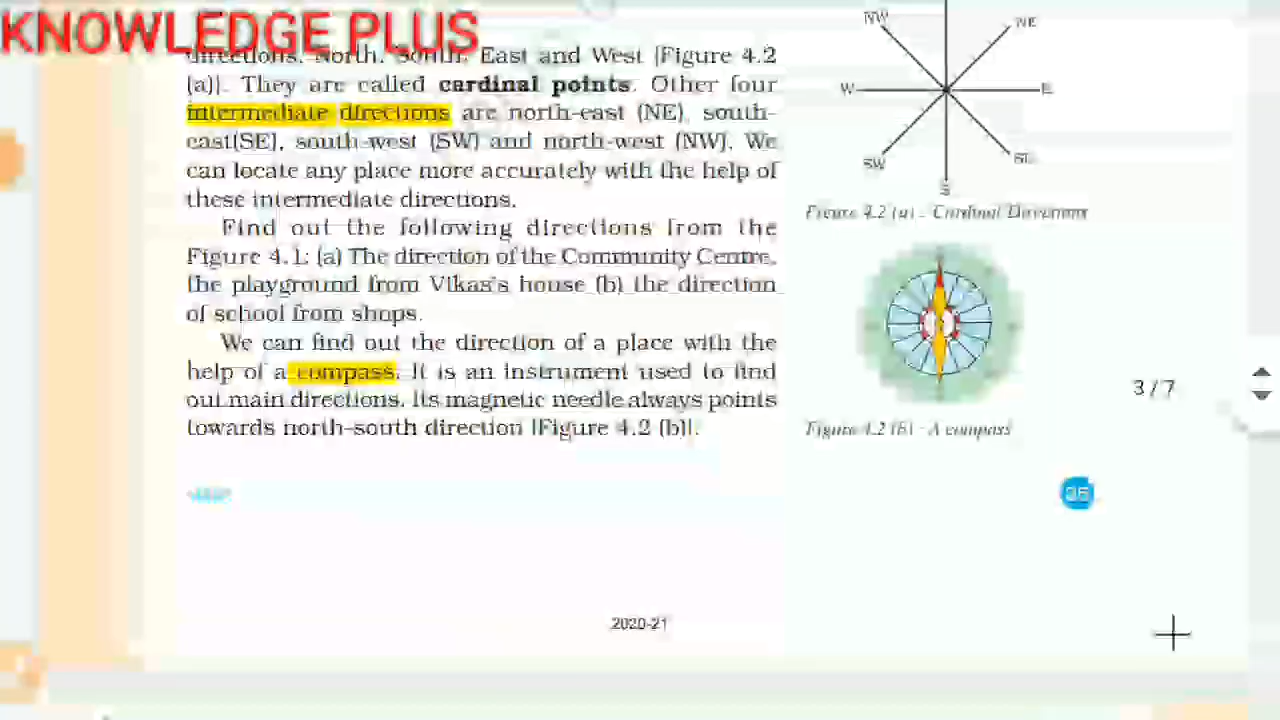 KNOWLEDGE PLUS
directions, North, South, East and West [Figure 4.2
(a)]. They are called cardinal points. Other four
intermediate directions are north-east (NE), south-
east(SE), south-west (SW) and north-west (NW). We
can locate any place more accurately with the help of
these intermediate directions.
Find out the following directions from the
Figure 4.1: (a) The direction of the Community Centre,
the playground from Vikas's house (b) the direction
of school from shops.
We can find out the direction of a place with the
help of a compass. It is an instrument used to find
out main directions. Its magnetic needle always points
towards north-south direction [Figure 4.2 (b)].
NW
NE
W
E
SW
SE
S
Figure 4.2 (a) : Cardinal Directions
Figure 4.2 (b) : A compass
3 / 7
2020-21